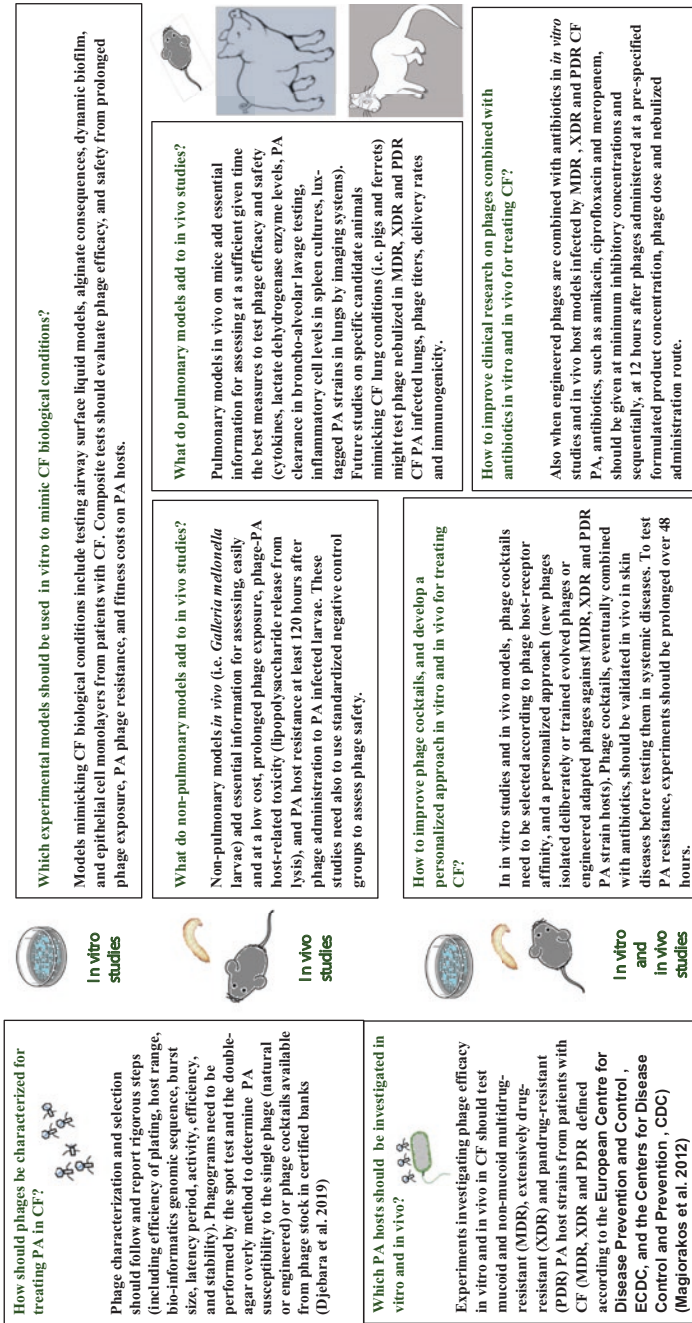 How should phages be characterized for
treating PA in CF?
Phage characterization and selection
should follow and report rigorous steps
(including efficiency of plating, host range,
bio-informatics genomic sequence, burst
size, latency period, activity, efficiency,
and stability). Phagograms need to be
performed by the spot test and the double-
agar overly method to determine PA
susceptibility to the single phage (natural
or engineered) or phage cocktails available
from phage stock in certified banks
(Djebara et al. 2019)
Which PA hosts should be investigated in
vitro and in vivo?
Experiments investigating phage efficacy
in vitro and in vivo in CF should test
mucoid and non-mucoid multidrug-
resistant (MDR), extensively drug-
resistant (XDR) and pandrug-resistant
(PDR) PA host strains from patients with
CF (MDR, XDR and PDR defined
according to the European Centre for
Disease Prevention and Control ,
ECDC, and the Centers for Disease
Control and Prevention , CDC)
(Magiorakos et al. 2012)
In vitro
studies
Which experimental models should be used in vitro to mimic CF biological conditions?
Models mimicking CF biological conditions include testing airway surface liquid models, alginate consequences, dynamic biofilm,
and epithelial cell monolayers from patients with CF. Composite tests should evaluate phage efficacy, and safety from prolonged
phage exposure, PA phage resistance, and fitness costs on PA hosts.
In vivo
studies
What do non-pulmonary models add to in vivo studies?
Non-pulmonary models in vivo (i.e. Galleria mellonella
larvae) add essential information for assessing, easily
and at a low cost, prolonged phage exposure, phage-PA
host-related toxicity (lipopolysaccharide release from
lysis), and PA host resistance at least 120 hours after
phage administration to PA infected larvae. These
studies need also to use standardized negative control
groups to assess phage safety.
What do pulmonary models add to in vivo studies?
Pulmonary models in vivo on mice add essential
information for assessing at a sufficient given time
the best measures to test phage efficacy and safety
(cytokines, lactate dehydrogenase enzyme levels, PA
clearance in broncho-alveolar lavage testing,
inflammatory cell levels in spleen cultures, lux-
tagged PA strains in lungs by imaging systems).
Future studies on specific candidate animals
mimicking CF lung conditions (i.e. pigs and ferrets)
might test phage nebulized in MDR, XDR and PDR
CF PA infected lungs, phage titers, delivery rates
and immunogenicity.
In vitro
and
in vivo
studies
How to improve phage cocktails, and develop a
personalized approach in vitro and in vivo for treating
CF?
In in vitro studies and in vivo models, phage cocktails
need to be selected according to phage host-receptor
affinity, and a personalized approach (new phages
isolated deliberately or trained evolved phages or
engineered adapted phages against MDR, XDR and PDR
PA strain hosts). Phage cocktails, eventually combined
with antibiotics, should be validated in vivo in skin
diseases before testing them in systemic diseases. To test
PA resistance, experiments should be prolonged over 48
hours.
How to improve clinical research on phages combined with
antibiotics in vitro and in vivo for treating CF?
Also when engineered phages are combined with antibiotics in in vitro
studies and in vivo host models infected by MDR , XDR and PDR CF
PA, antibiotics, such as amikacin, ciprofloxacin and meropenem,
should be given at minimum inhibitory concentrations and
sequentially, at 12 hours after phages administered at a pre-specified
formulated product concentration, phage dose and nebulized
administration route.